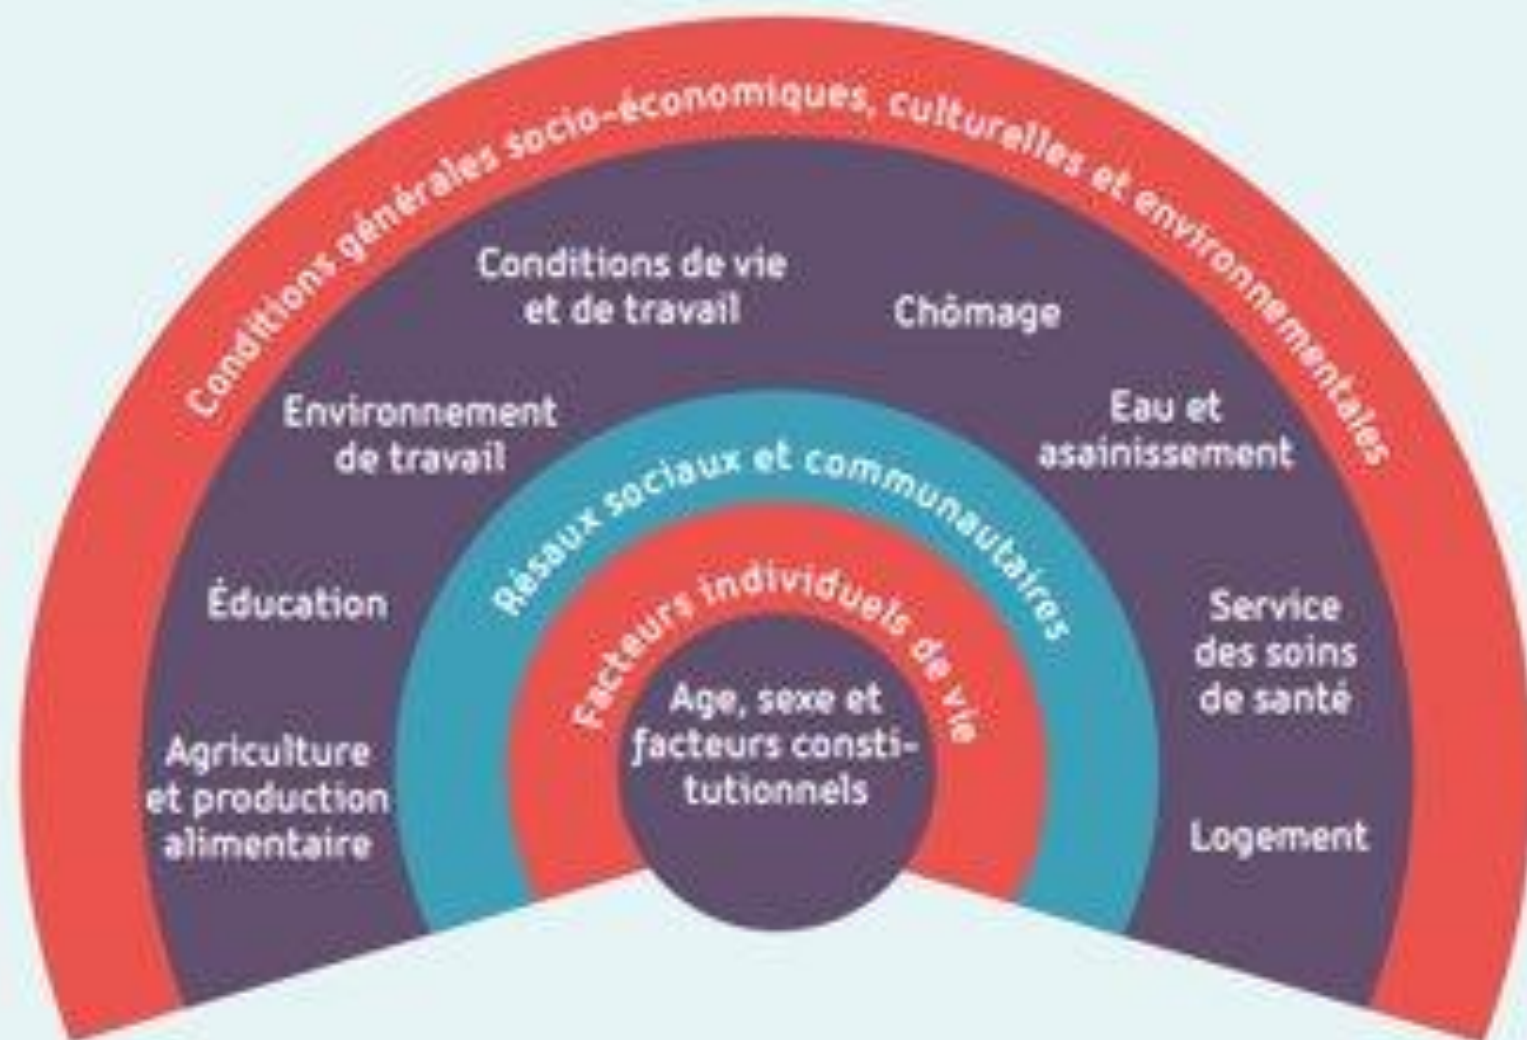 Conditions générales socio-économiques, culturelles et environnementales
Conditions de vie
et de travail
Chômage
Environnement
de travail
Eau et
asainissement
Résaux sociaux et communautaires
Éducation
Facteurs individuels de vie
Service
des soins
de santé
Age, sexe et
facteurs consti-
tutionnels
Agriculture
et production
alimentaire
Logement